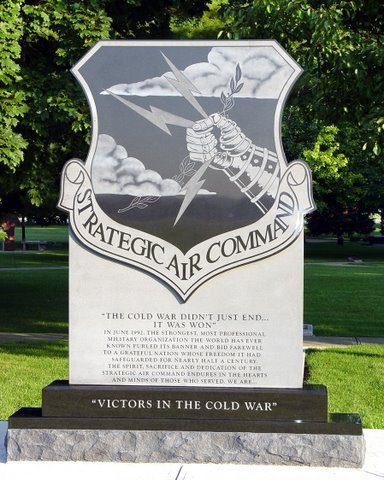 STRATEGIC AIR COMMAND
"THE COLD WAR DIDN'T JUST END...
IT WAS WON"
IN JUNE 1992, THE STRONGEST, MOST PROFESSIONAL
MILITARY ORGANIZATION THE WORLD HAS EVER
KNOWN FURLED ITS BANNER AND BID FAREWELL
TO A GRATEFUL NATION WHOSE FREEDOM IT HAD
SAFEGUARDED FOR NEARLY HALF A CENTURY.
THE SPIRIT, SACRIFICE AND DEDICATION OF THE
STRATEGIC AIR COMMAND ENDURES IN THE HEARTS
AND MINDS OF THOSE WHO SERVED. WE ARE...
"VICTORS IN THE COLD WAR"